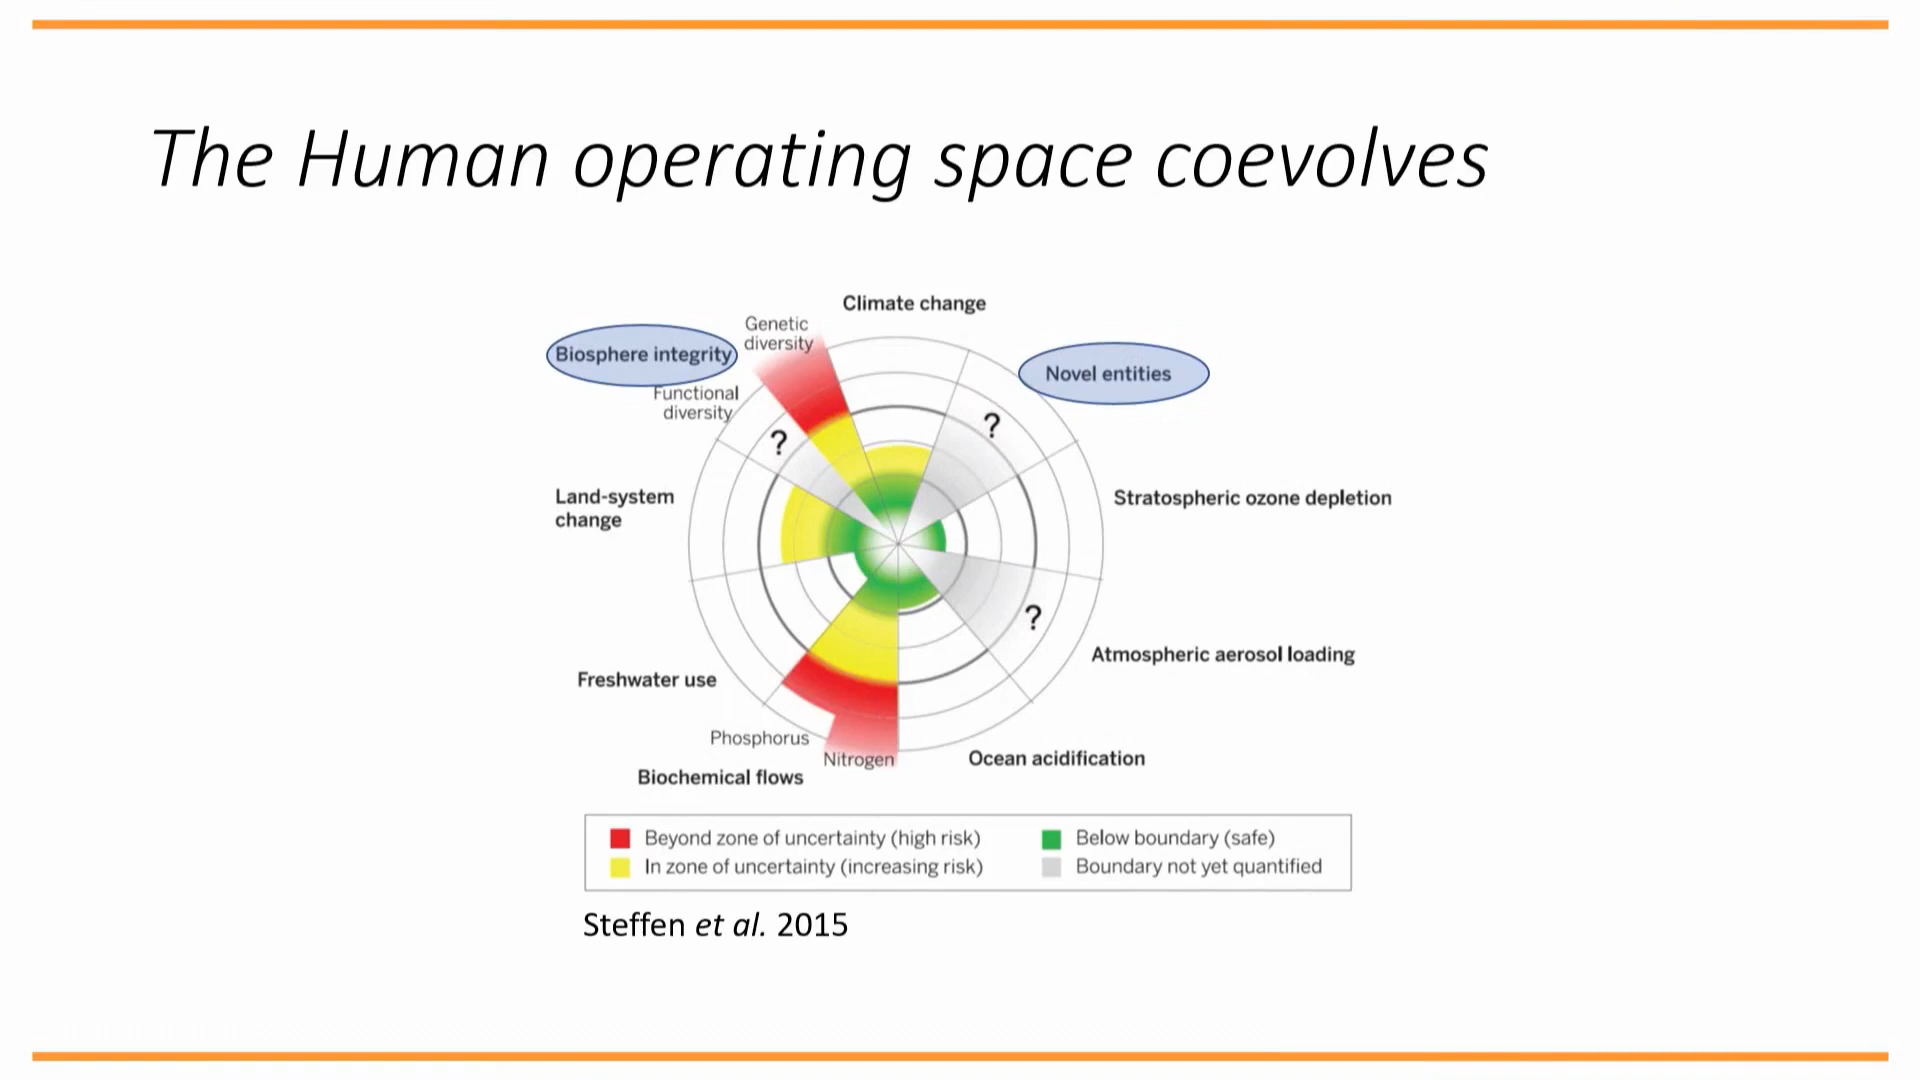 The Human operating space coevolves
Climate change
Genetic
diversity
Biosphere integrity
Novel entities
Functional
diversity
?
?
Land-system
change
Stratospheric ozone depletion
?
Atmospheric aerosol loading
Freshwater use
Phosphorus
Nitrogen
Ocean acidification
Biochemical flows
Beyond zone of uncertainty (high risk)
Below boundary (safe)
In zone of uncertainty (increasing risk)
Boundary not yet quantified
Steffen et al. 2015